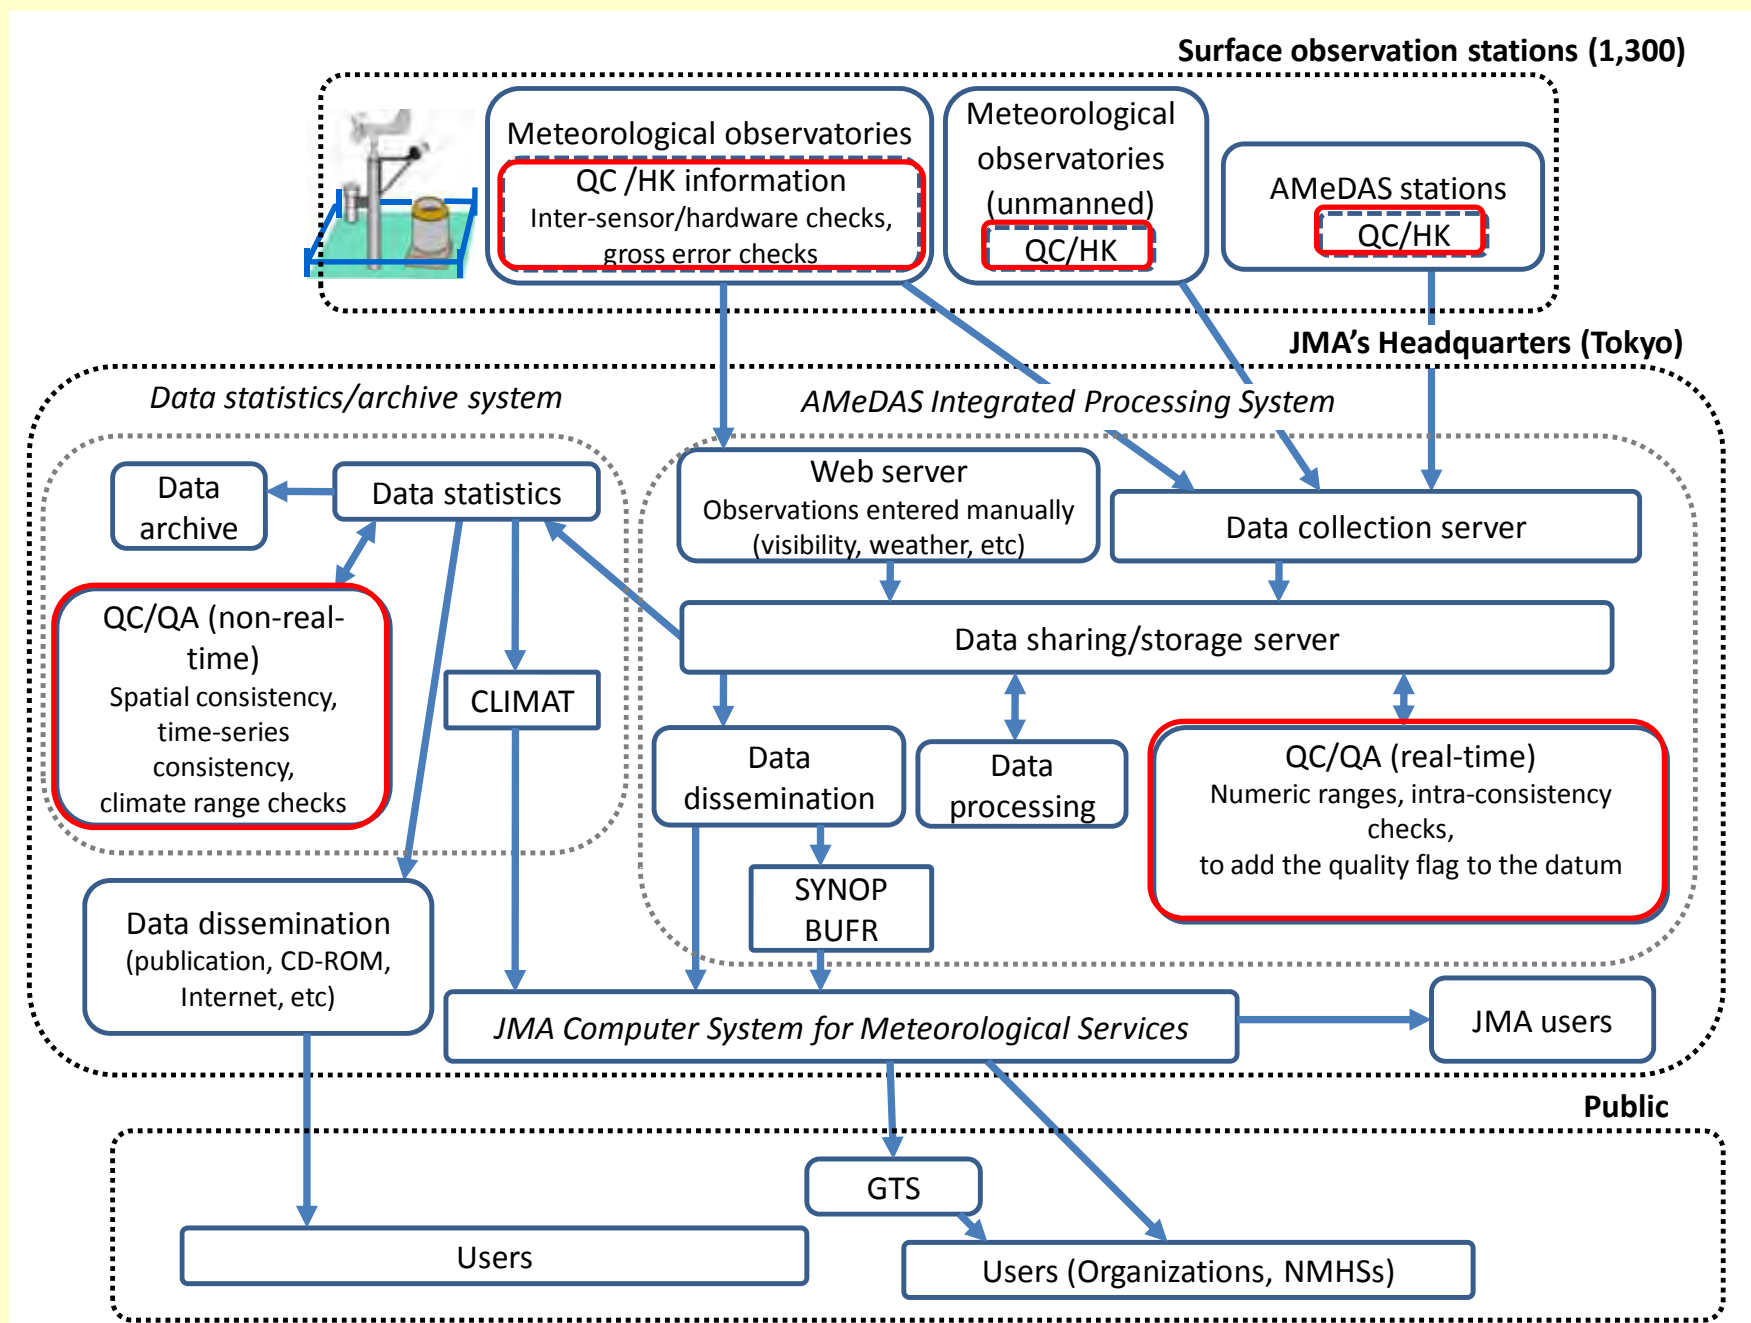 Surface observation stations (1,300)
Meteorological observatories
QC /HK information
Inter-sensor/hardware checks,
gross error checks
Meteorological
observatories
(unmanned)
QC/HK
AMeDAS stations
QC/HK
JMA's Headquarters (Tokyo)
Data statistics/archive system
AMeDAS Integrated Processing System
Data
archive
Data statistics
Web server
Observations entered manually
(visibility, weather, etc)
Data collection server
QC/QA (non-real-
time)
Spatial consistency,
time-series
consistency,
climate range checks
CLIMAT
Data sharing/storage server
Data
dissemination
Data
processing
QC/QA (real-time)
Numeric ranges, intra-consistency
checks,
to add the quality flag to the datum
SYNOP
BUFR
Data dissemination
(publication, CD-ROM,
Internet, etc)
JMA Computer System for Meteorological Services
JMA users
Public
GTS
Users
Users (Organizations, NMHSs)